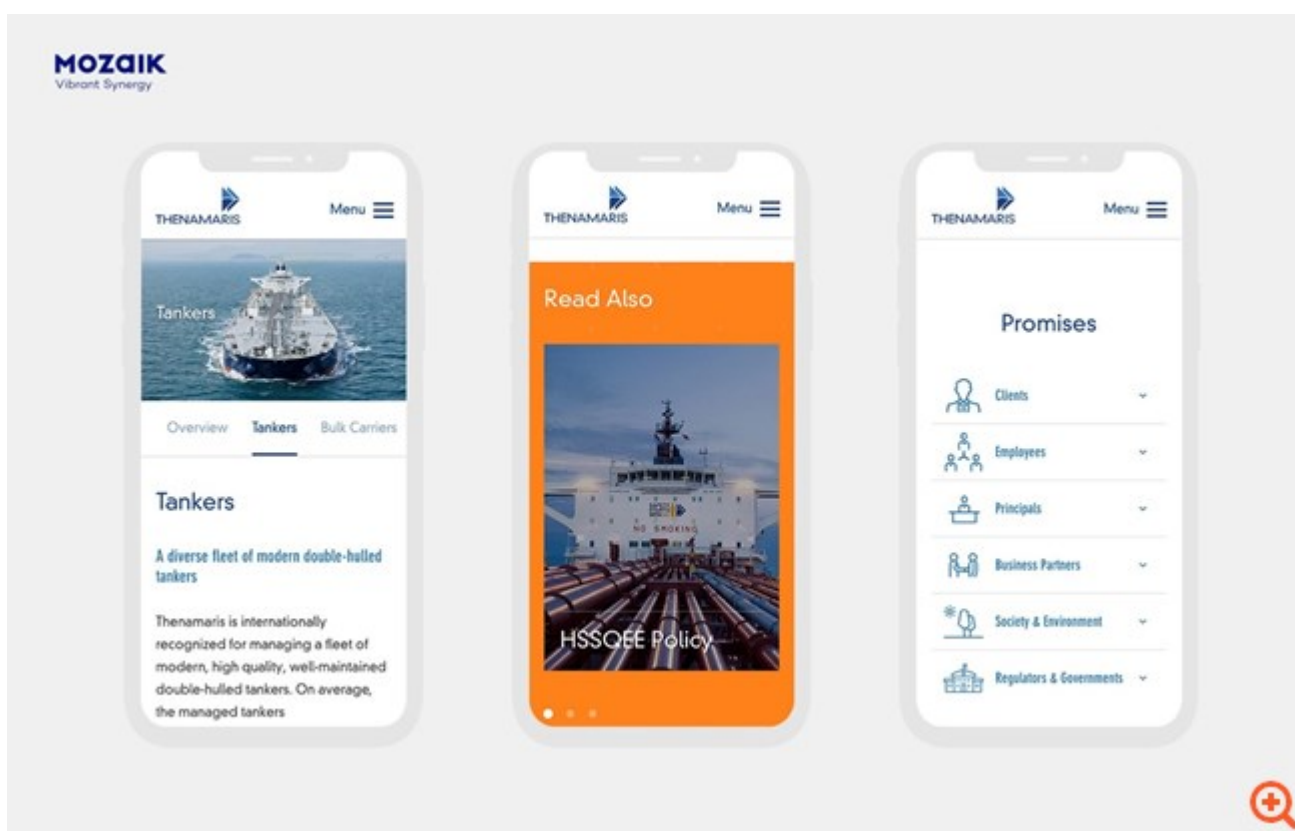 MOZAIK
Vibrant Synergy
THENAMARIS
Menu
Tankers
Overview Tankers Bulk Carriers
Tankers
A diverse fleet of modern double-hulled
tankers
Thenamaris is internationally
recognized for managing a fleet of
modern, high quality, well-maintained
double-hulled tankers. On average,
the managed tankers
THENAMARIS
Menu
Read Also
NO SMOKING
HSSQEE Policy
THENAMARIS
Menu
Promises
Clients
Employees
Principals
Business Partners
Society & Environment
Regulators & Governments